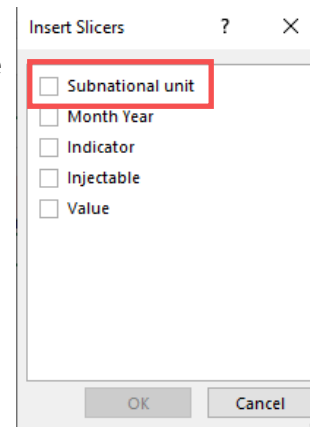 Insert Slicers ? ×
Subnational unit
Month Year
Indicator
Injectable
Value
OK Cancel